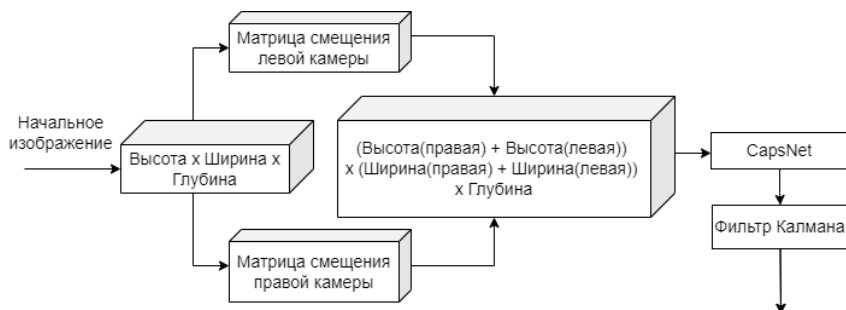 Матрица смещения
левой камеры
Начальное
изображение
Высота x Ширина x
Глубина
(Высота(правая) + Высота(левая))
x (Ширина(правая) + Ширина(левая))
x Глубина
CapsNet
Фильтр Калмана
Матрица смещения
правой камеры